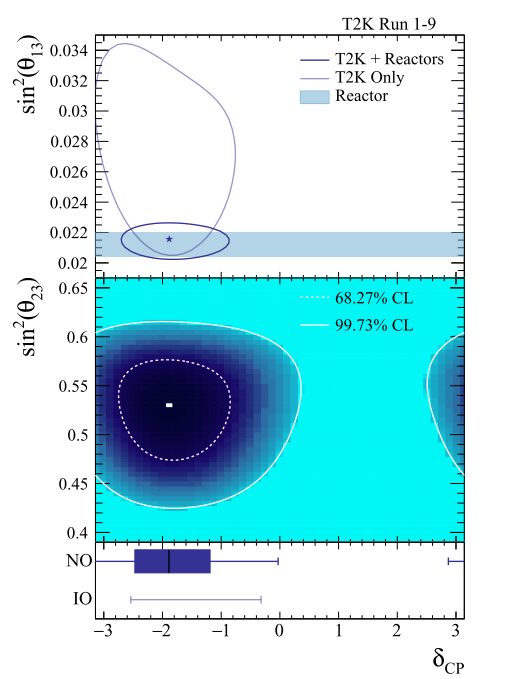 T2K Run 1-9
sin²(θ₁₃)
0.034
0.032
0.03
0.028
0.026
0.024
0.022
0.02
T2K + Reactors
T2K Only
Reactor
sin²(θ₂₃)
0.65
0.6
0.55
0.5
0.45
0.4
68.27% CL
99.73% CL
NO
IO
−3 −2 −1 0 1 2 3
δCP